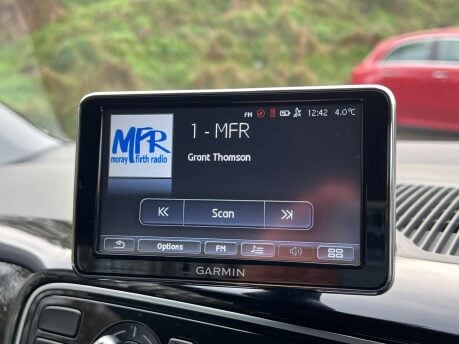 FM 12:42 4.0°C
1 - MFR
Grant Thomson
MFR
moray firth radio
Scan
Options FM
GARMIN